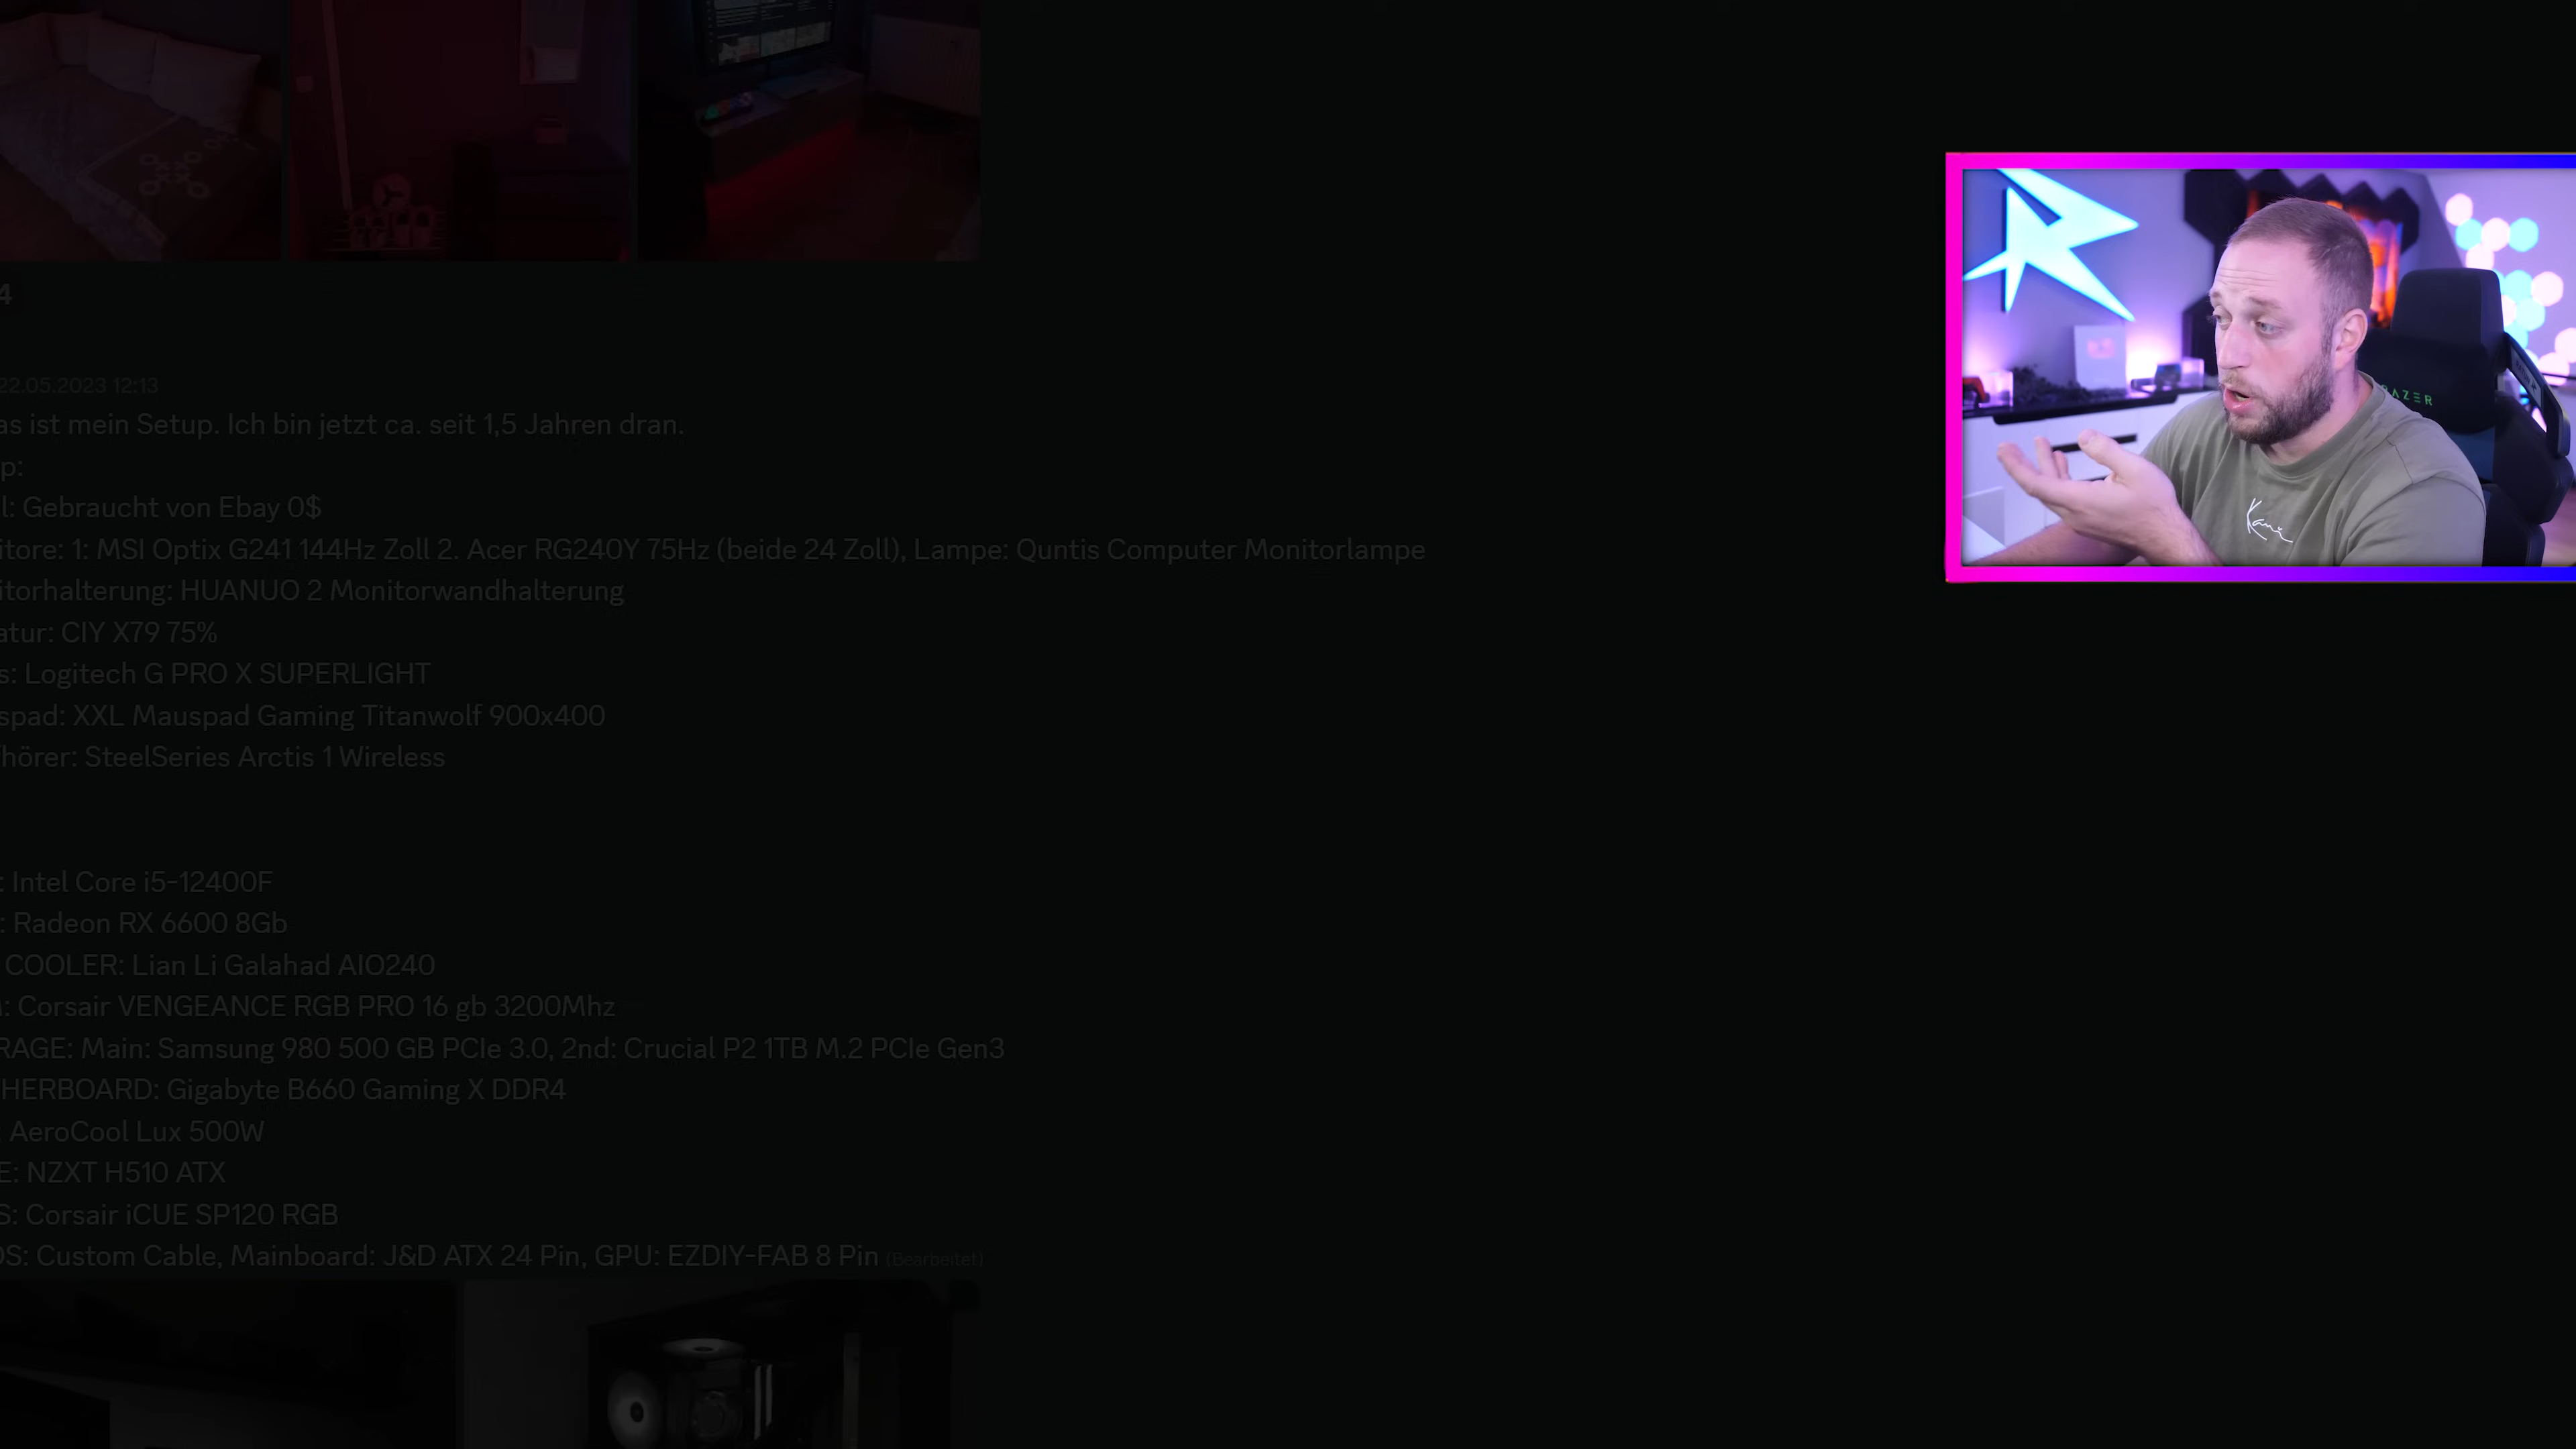 4
22.05.2023 12:13
as ist mein Setup. Ich bin jetzt ca. seit 1,5 Jahren dran.
p:
l: Gebraucht von Ebay 0$
itore: 1: MSI Optix G241 144Hz Zoll 2. Acer RG240Y 75Hz (beide 24 Zoll), Lampe: Quntis Computer Monitorlampe
itorhalterung: HUANUO 2 Monitorwandhalterung
atur: CIY X79 75%
s: Logitech G PRO X SUPERLIGHT
spad: XXL Mauspad Gaming Titanwolf 900x400
hörer: SteelSeries Arctis 1 Wireless
: Intel Core i5-12400F
: Radeon RX 6600 8Gb
COOLER: Lian Li Galahad AIO240
: Corsair VENGEANCE RGB PRO 16 gb 3200Mhz
RAGE: Main: Samsung 980 500 GB PCIe 3.0, 2nd: Crucial P2 1TB M.2 PCIe Gen3
HERBOARD: Gigabyte B660 Gaming X DDR4
AeroCool Lux 500W
E: NZXT H510 ATX
S: Corsair iCUE SP120 RGB
DS: Custom Cable, Mainboard: J&D ATX 24 Pin, GPU: EZDIY-FAB 8 Pin (Bearbeitet)
RAZER
Kani